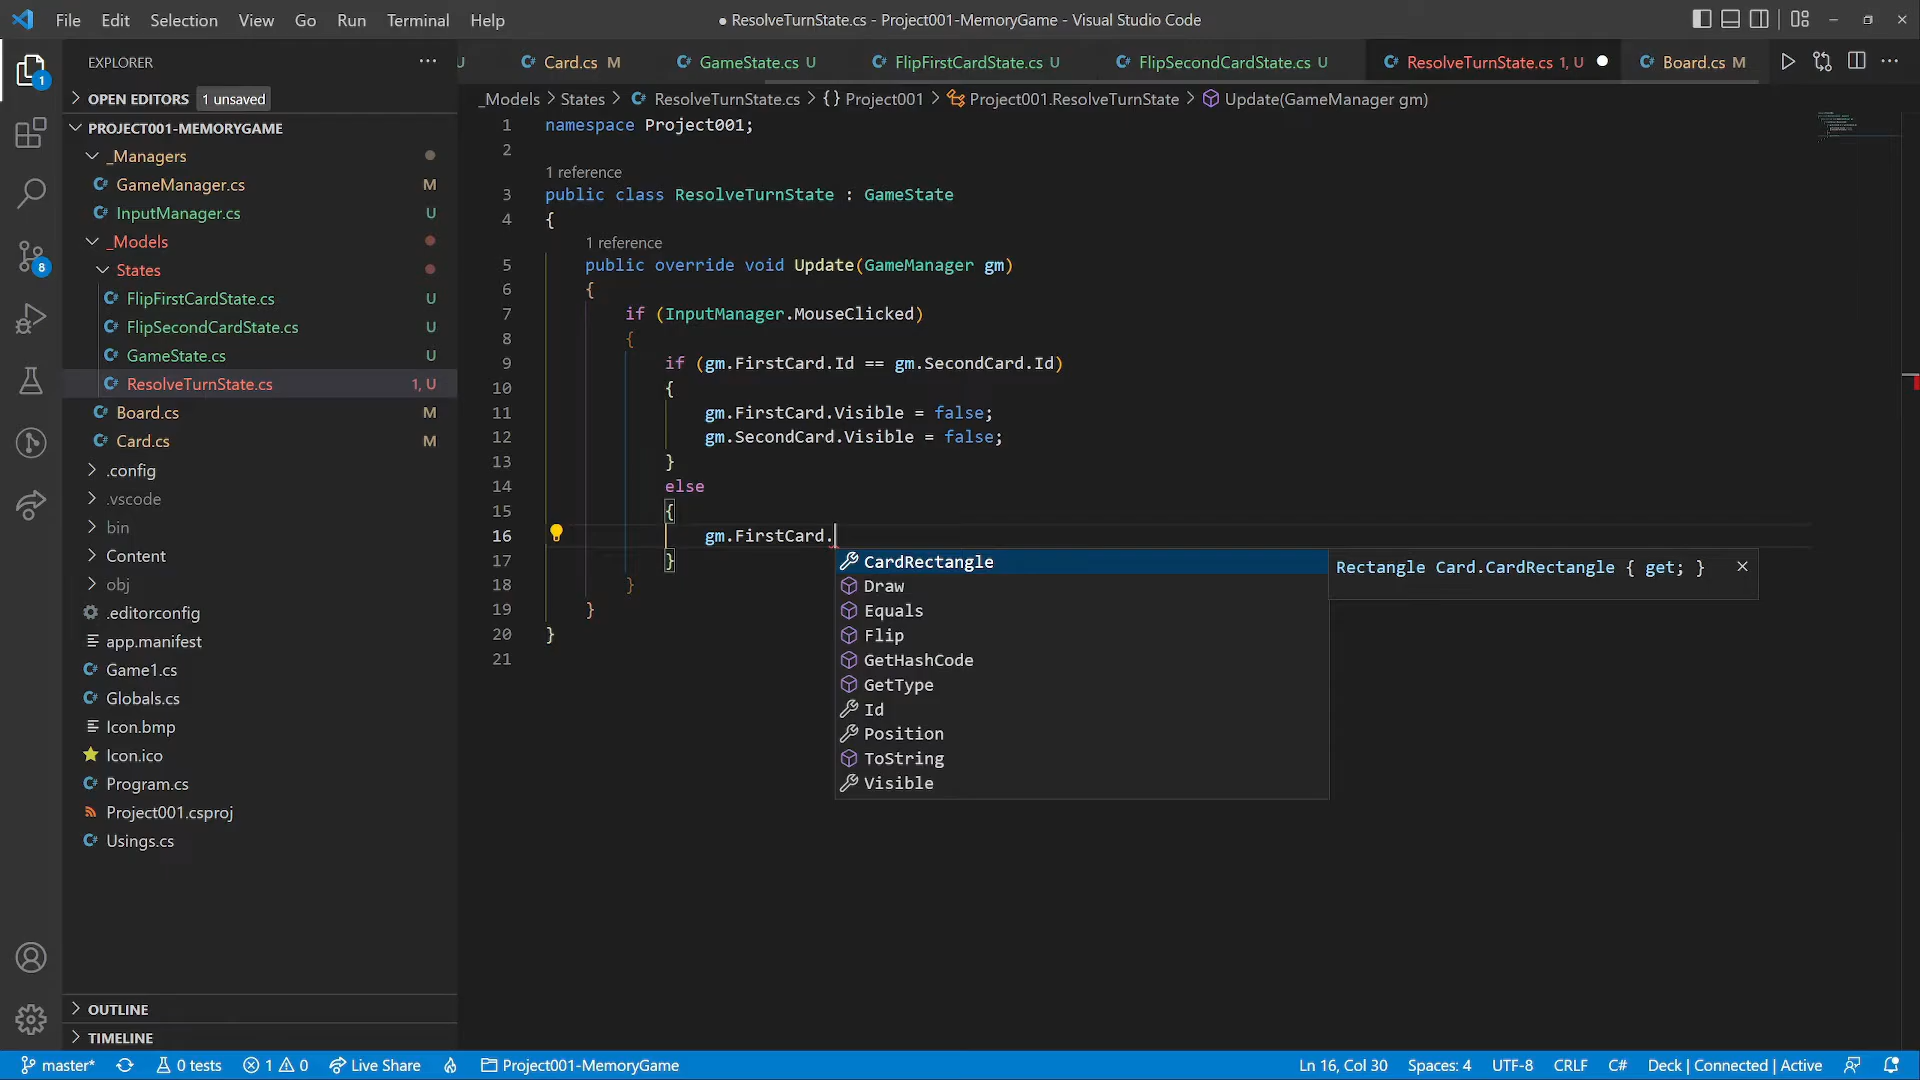 File Edit Selection View Go Run Terminal Help
● ResolveTurnState.cs - Project001-MemoryGame - Visual Studio Code
EXPLORER
OPEN EDITORS 1 unsaved
PROJECT001-MEMORYGAME
_Managers
GameManager.cs M
InputManager.cs U
_Models
States
FlipFirstCardState.cs U
FlipSecondCardState.cs U
GameState.cs U
ResolveTurnState.cs 1, U
Board.cs M
Card.cs M
.config
.vscode
bin
Content
obj
.editorconfig
app.manifest
Game1.cs
Globals.cs
Icon.bmp
Icon.ico
Program.cs
Project001.csproj
Usings.cs
OUTLINE
TIMELINE
1
8
U Card.cs M GameState.cs U FlipFirstCardState.cs U FlipSecondCardState.cs U ResolveTurnState.cs 1, U Board.cs M
_Models > States > ResolveTurnState.cs > {} Project001 > Project001.ResolveTurnState > Update(GameManager gm)
1 namespace Project001;
2
1 reference
3 public class ResolveTurnState : GameState
4 {
1 reference
5 public override void Update(GameManager gm)
6 {
7 if (InputManager.MouseClicked)
8 {
9 if (gm.FirstCard.Id == gm.SecondCard.Id)
10 {
11 gm.FirstCard.Visible = false;
12 gm.SecondCard.Visible = false;
13 }
14 else
15 {
16 gm.FirstCard.
17 }
18 }
19 }
20 }
21
CardRectangle
Draw
Equals
Flip
GetHashCode
GetType
Id
Position
ToString
Visible
Rectangle Card.CardRectangle { get; }
master* 0 tests 1 0 Live Share Project001-MemoryGame Ln 16, Col 30 Spaces: 4 UTF-8 CRLF C# Deck | Connected | Active